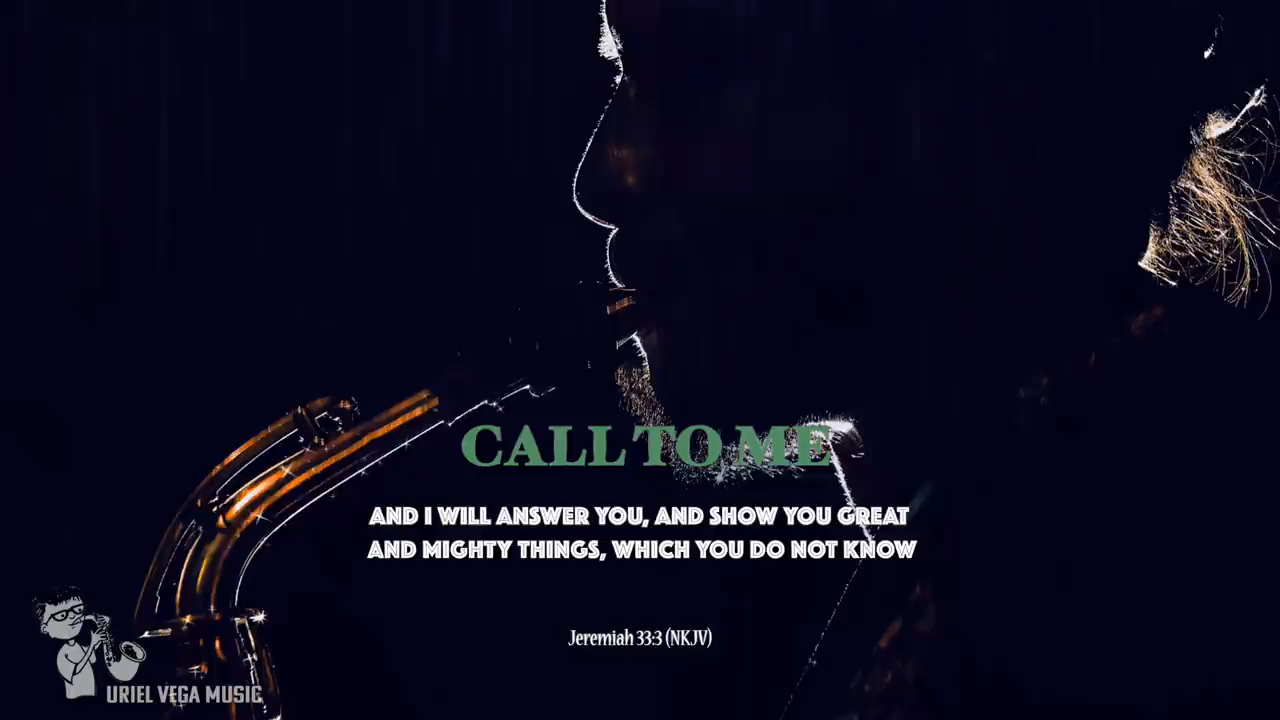 CALL TO ME
AND I WILL ANSWER YOU, AND SHOW YOU GREAT
AND MIGHTY THINGS, WHICH YOU DO NOT KNOW
Jeremiah 33:3 (NKJV)
URIEL VEGA MUSIC